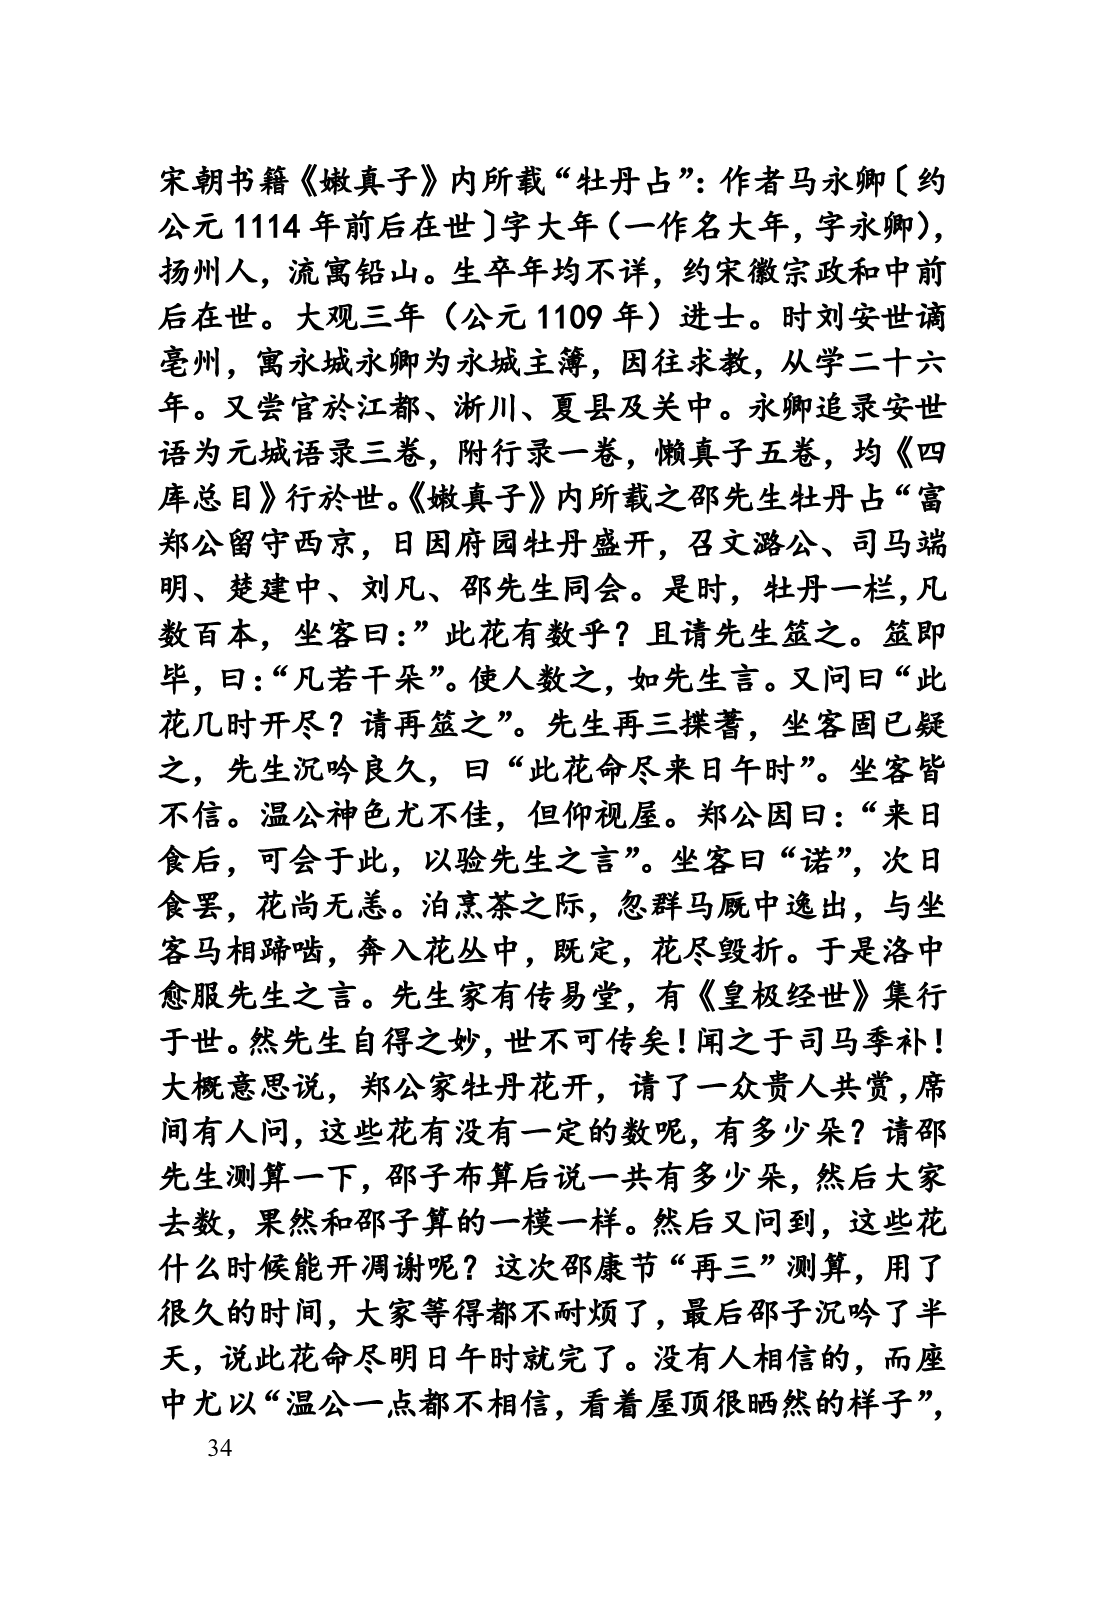 宋朝书籍《嫩真子》内所载“牡丹占”：作者马永卿〔约
公元1114年前后在世〕字大年（一作名大年，字永卿），
扬州人，流寓铅山。生卒年均不详，约宋徽宗政和中前
后在世。大观三年（公元1109年）进士。时刘安世谪
亳州，寓永城永卿为永城主簿，因往求教，从学二十六
年。又尝官於江都、淅川、夏县及关中。永卿追录安世
语为元城语录三卷，附行录一卷，懒真子五卷，均《四
库总目》行於世。《嫩真子》内所载之邵先生牡丹占“富
郑公留守西京，日因府园牡丹盛开，召文潞公、司马端
明、楚建中、刘凡、邵先生同会。是时，牡丹一栏，凡
数百本，坐客曰：”此花有数乎？且请先生筮之。筮即
毕，曰：“凡若干朵”。使人数之，如先生言。又问曰“此
花几时开尽？请再筮之”。先生再三揲蓍，坐客固已疑
之，先生沉吟良久，曰“此花命尽来日午时”。坐客皆
不信。温公神色尤不佳，但仰视屋。郑公因曰：“来日
食后，可会于此，以验先生之言”。坐客曰“诺”，次日
食罢，花尚无恙。洎烹茶之际，忽群马厩中逸出，与坐
客马相蹄啮，奔入花丛中，既定，花尽毁折。于是洛中
愈服先生之言。先生家有传易堂，有《皇极经世》集行
于世。然先生自得之妙，世不可传矣！闻之于司马季补！
大概意思说，郑公家牡丹花开，请了一众贵人共赏，席
间有人问，这些花有没有一定的数呢，有多少朵？请邵
先生测算一下，邵子布算后说一共有多少朵，然后大家
去数，果然和邵子算的一模一样。然后又问到，这些花
什么时候能开凋谢呢？这次邵康节“再三”测算，用了
很久的时间，大家等得都不耐烦了，最后邵子沉吟了半
天，说此花命尽明日午时就完了。没有人相信的，而座
中尤以“温公一点都不相信，看着屋顶很晒然的样子”，
34